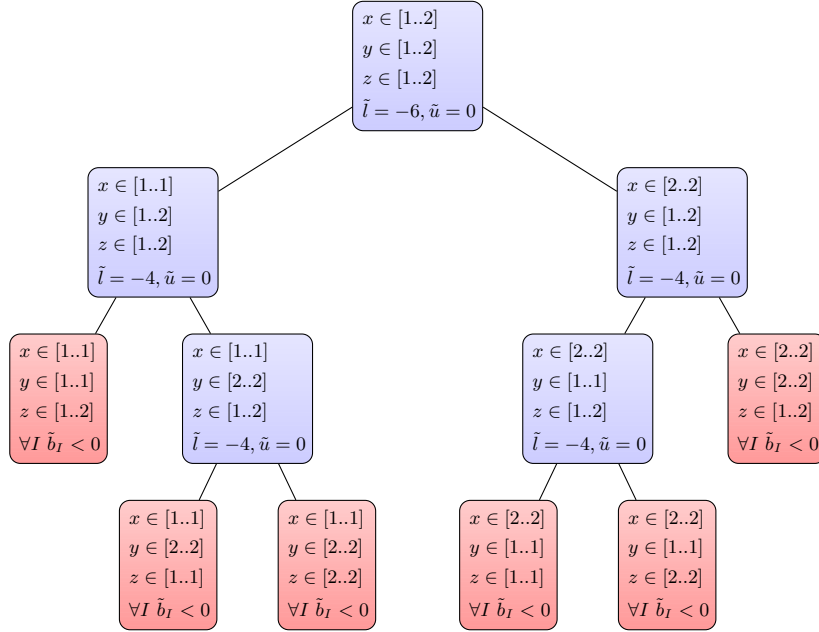 x ∈ [1..2]
y ∈ [1..2]
z ∈ [1..2]
l̃ = −6, ũ = 0
x ∈ [1..1]
y ∈ [1..2]
z ∈ [1..2]
l̃ = −4, ũ = 0
x ∈ [2..2]
y ∈ [1..2]
z ∈ [1..2]
l̃ = −4, ũ = 0
x ∈ [1..1]
y ∈ [1..1]
z ∈ [1..2]
∀I b̃_I < 0
x ∈ [1..1]
y ∈ [2..2]
z ∈ [1..2]
l̃ = −4, ũ = 0
x ∈ [2..2]
y ∈ [1..1]
z ∈ [1..2]
l̃ = −4, ũ = 0
x ∈ [2..2]
y ∈ [2..2]
z ∈ [1..2]
∀I b̃_I < 0
x ∈ [1..1]
y ∈ [2..2]
z ∈ [1..1]
∀I b̃_I < 0
x ∈ [1..1]
y ∈ [2..2]
z ∈ [2..2]
∀I b̃_I < 0
x ∈ [2..2]
y ∈ [1..1]
z ∈ [1..1]
∀I b̃_I < 0
x ∈ [2..2]
y ∈ [1..1]
z ∈ [2..2]
∀I b̃_I < 0